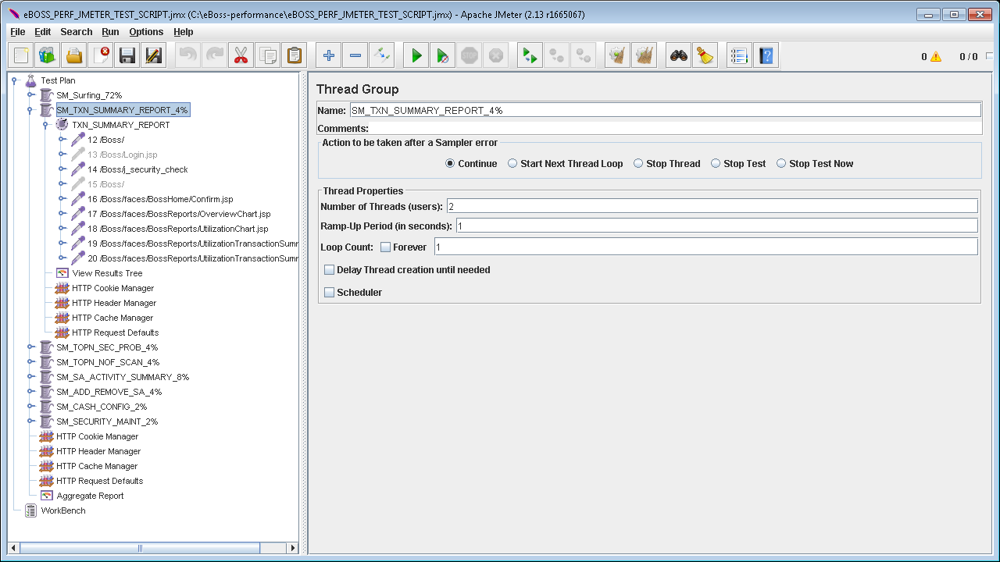 eBOSS_PERF_JMETER_TEST_SCRIPT.jmx (C:\eBoss-performance\eBOSS_PERF_JMETER_TEST_SCRIPT.jmx) - Apache JMeter (2.13 r1665067)
File Edit Search Run Options Help
0 0 / 0
Test Plan
SM_Surfing_72%
SM_TXN_SUMMARY_REPORT_4%
TXN_SUMMARY_REPORT
12 /Boss/
13 /Boss/Login.jsp
14 /Boss/j_security_check
15 /Boss/
16 /Boss/faces/BossHome/Confirm.jsp
17 /Boss/faces/BossReports/OverviewChart.jsp
18 /Boss/faces/BossReports/UtilizationChart.jsp
19 /Boss/faces/BossReports/UtilizationTransactionSumr
20 /Boss/faces/BossReports/UtilizationTransactionSumr
View Results Tree
HTTP Cookie Manager
HTTP Header Manager
HTTP Cache Manager
HTTP Request Defaults
SM_TOPN_SEC_PROB_4%
SM_TOPN_NOF_SCAN_4%
SM_SA_ACTIVITY_SUMMARY_8%
SM_ADD_REMOVE_SA_4%
SM_CASH_CONFIG_2%
SM_SECURITY_MAINT_2%
HTTP Cookie Manager
HTTP Header Manager
HTTP Cache Manager
HTTP Request Defaults
Aggregate Report
WorkBench
Thread Group
Name: SM_TXN_SUMMARY_REPORT_4%
Comments:
Action to be taken after a Sampler error
Continue Start Next Thread Loop Stop Thread Stop Test Stop Test Now
Thread Properties
Number of Threads (users): 2
Ramp-Up Period (in seconds): 1
Loop Count: Forever 1
Delay Thread creation until needed
Scheduler